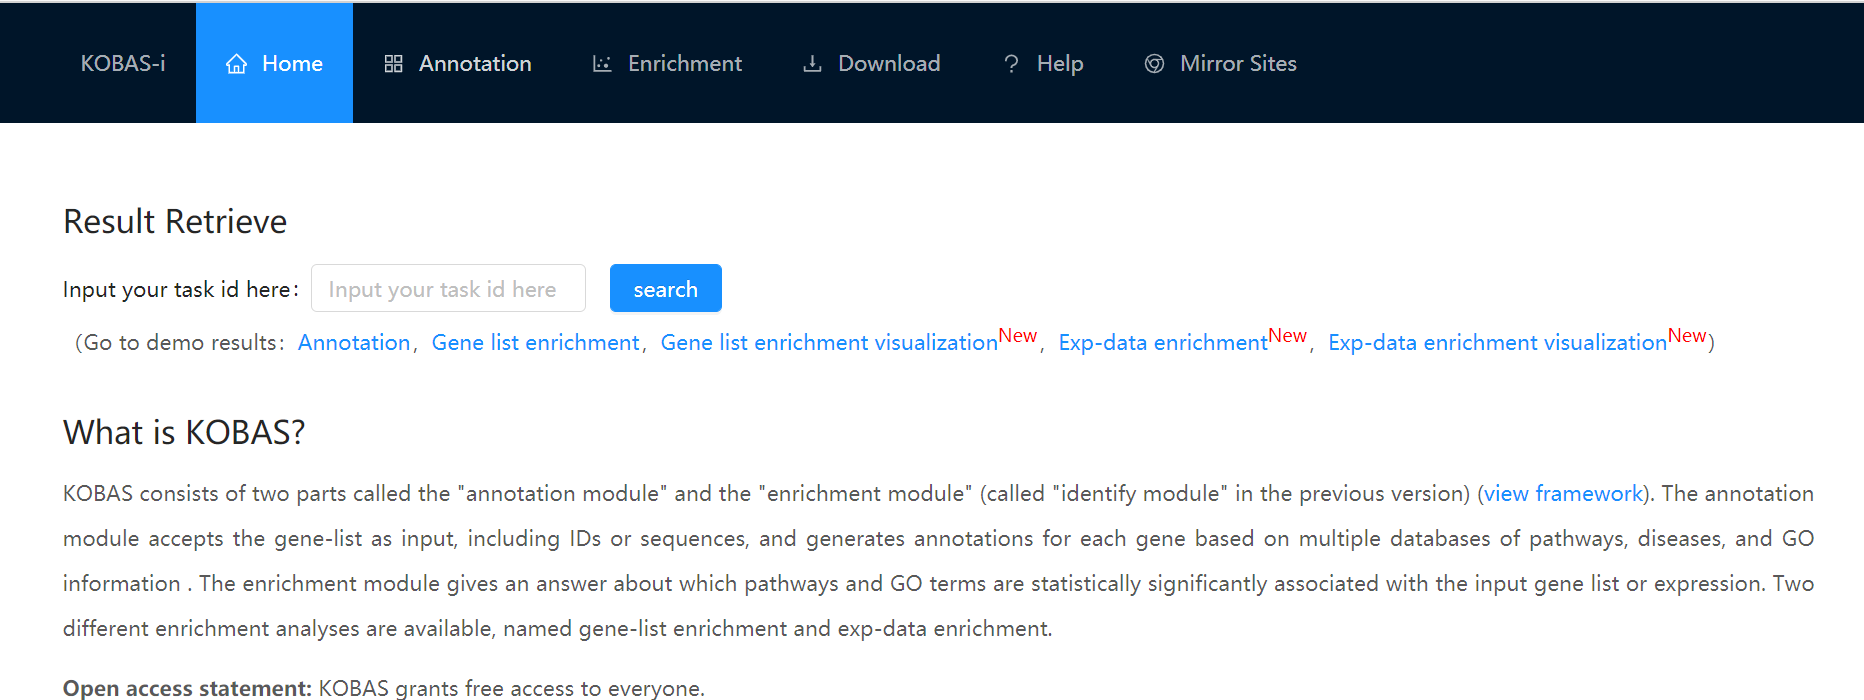 KOBAS-i Home Annotation Enrichment Download Help Mirror Sites
Result Retrieve
Input your task id here: Input your task id here search
(Go to demo results: Annotation, Gene list enrichment, Gene list enrichment visualizationNew, Exp-data enrichmentNew, Exp-data enrichment visualizationNew)
What is KOBAS?
KOBAS consists of two parts called the "annotation module" and the "enrichment module" (called "identify module" in the previous version) (view framework). The annotation
module accepts the gene-list as input, including IDs or sequences, and generates annotations for each gene based on multiple databases of pathways, diseases, and GO
information . The enrichment module gives an answer about which pathways and GO terms are statistically significantly associated with the input gene list or expression. Two
different enrichment analyses are available, named gene-list enrichment and exp-data enrichment.
Open access statement: KOBAS grants free access to everyone.